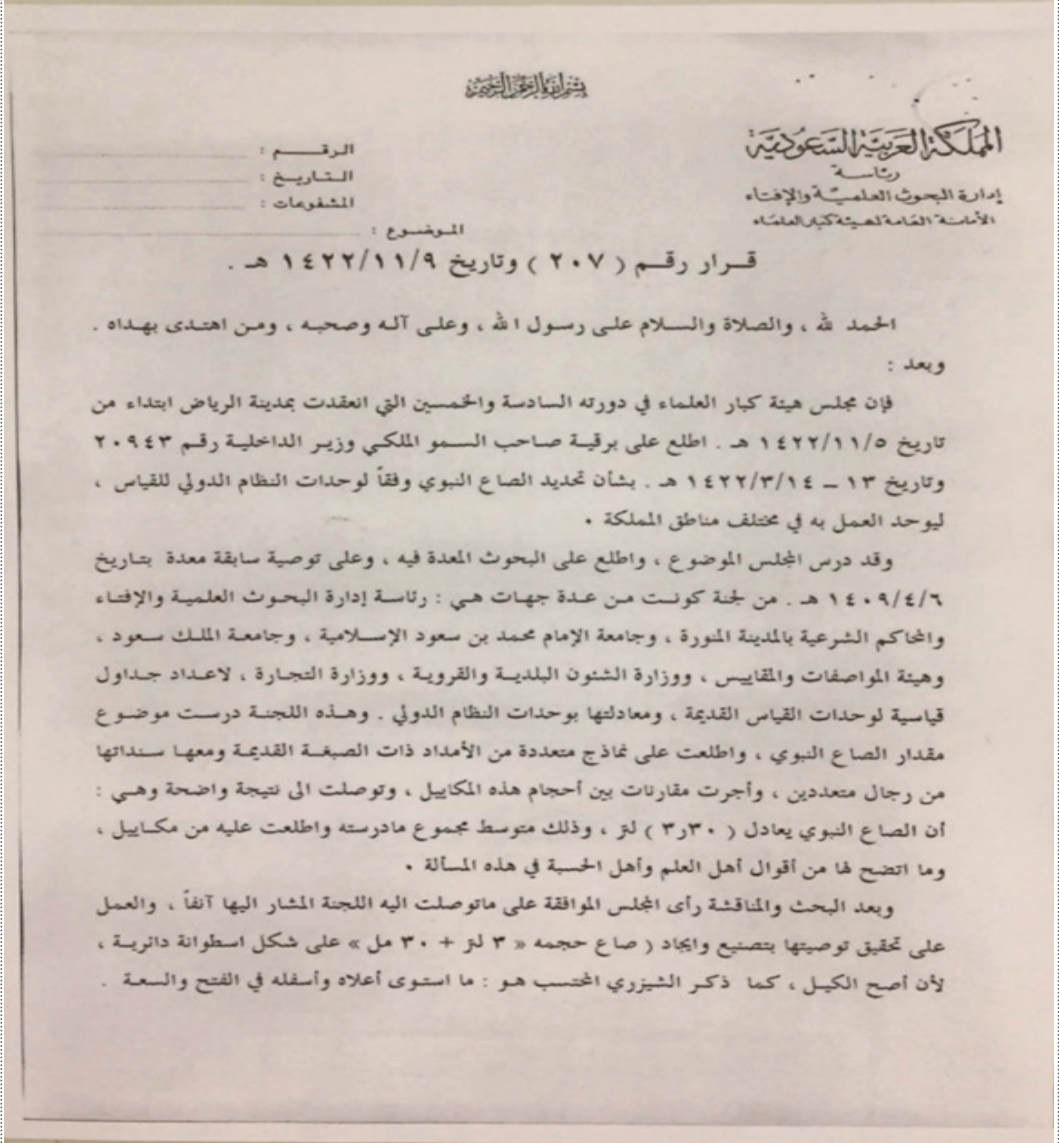 بسم الله الرحمن الرحيم
المملكة العربية السعودية
رئاسة
إدارة البحوث العلمية والإفتاء
الأمانة العامة لهيئة كبار العلماء
الرقـــم :
التاريخ :
المشفوعات :
الموضوع :
قـرار رقـم ( ٢٠٧ ) وتاريخ ١٤٢٢/١١/٩ هـ .
الحمد لله ، والصلاة والسلام على رسول الله ، وعلى آله وصحبه ، ومن اهتدى بهداه .
وبعد :
فإن مجلس هيئة كبار العلماء في دورته السادسة والخمسين التي انعقدت بمدينة الرياض ابتداء من
تاريخ ١٤٢٢/١١/٥ هـ . اطلع على برقية صاحب السمو الملكي وزير الداخلية رقم ٢٠٩٤٣
وتاريخ ١٣ – ١٤٢٢/٣/١٤ هـ . بشأن تحديد الصاع النبوي وفقاً لوحدات النظام الدولي للقياس ،
ليوحد العمل به في مختلف مناطق المملكة .
وقد درس المجلس الموضوع ، واطلع على البحوث المعدة فيه ، وعلى توصية سابقة معدة بتاريخ
١٤٠٩/٤/٦ هـ . من لجنة كونت من عدة جهات هي : رئاسة إدارة البحوث العلمية والإفتاء
والمحاكم الشرعية بالمدينة المنورة ، وجامعة الإمام محمد بن سعود الإسلامية ، وجامعة الملك سعود ،
وهيئة المواصفات والمقاييس ، ووزارة الشئون البلدية والقروية ، ووزارة التجارة ، لاعداد جداول
قياسية لوحدات القياس القديمة ، ومعادلتها بوحدات النظام الدولي . وهذه اللجنة درست موضوع
مقدار الصاع النبوي ، واطلعت على نماذج متعددة من الأمداد ذات الصبغة القديمة ومعها سنداتها
من رجال متعددين ، وأجرت مقارنات بين أحجام هذه المكاييل ، وتوصلت الى نتيجة واضحة وهي :
أن الصاع النبوي يعادل ( ٣٠ر٣ ) لتر ، وذلك متوسط مجموع مادرسته واطلعت عليه من مكاييل ،
وما اتضح لها من أقوال أهل العلم وأهل الحسبة في هذه المسألة .
وبعد البحث والمناقشة رأى المجلس الموافقة على ماتوصلت اليه اللجنة المشار اليها آنفاً ، والعمل
على تحقيق توصيتها بتصنيع وايجاد ( صاع حجمه « ٣ لتر + ٣٠ مل » على شكل اسطوانة دائرية ،
لأن أصح الكيل ، كما ذكر الشيزري المحتسب هو : ما استوى أعلاه وأسفله في الفتح والسعة .